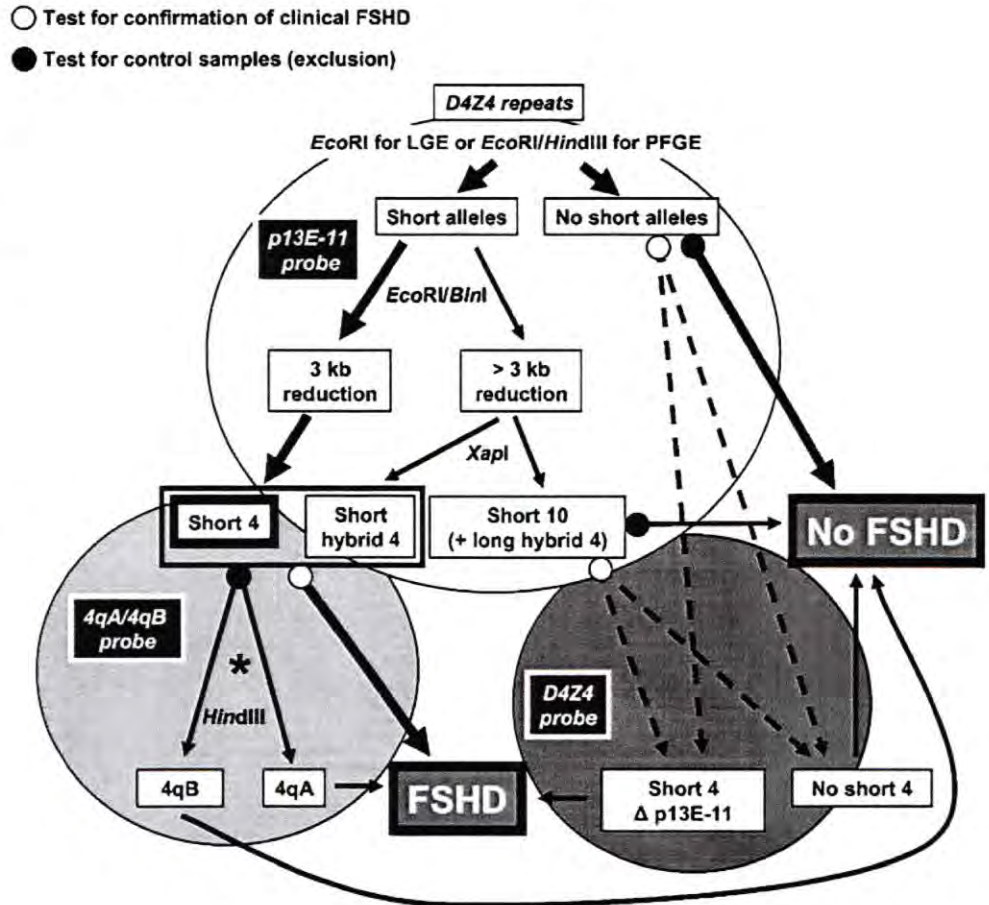 Test for confirmation of clinical FSHD
Test for control samples (exclusion)
D4Z4 repeats
EcoRI for LGE or EcoRI/HindIII for PFGE
Short alleles
No short alleles
p13E-11
probe
EcoRI/BlnI
3 kb
reduction
> 3 kb
reduction
XapI
Short 4
Short
hybrid 4
Short 10
(+ long hybrid 4)
No FSHD
4qA/4qB
probe
*
HindIII
D4Z4
probe
4qB
4qA
FSHD
Short 4
Δ p13E-11
No short 4